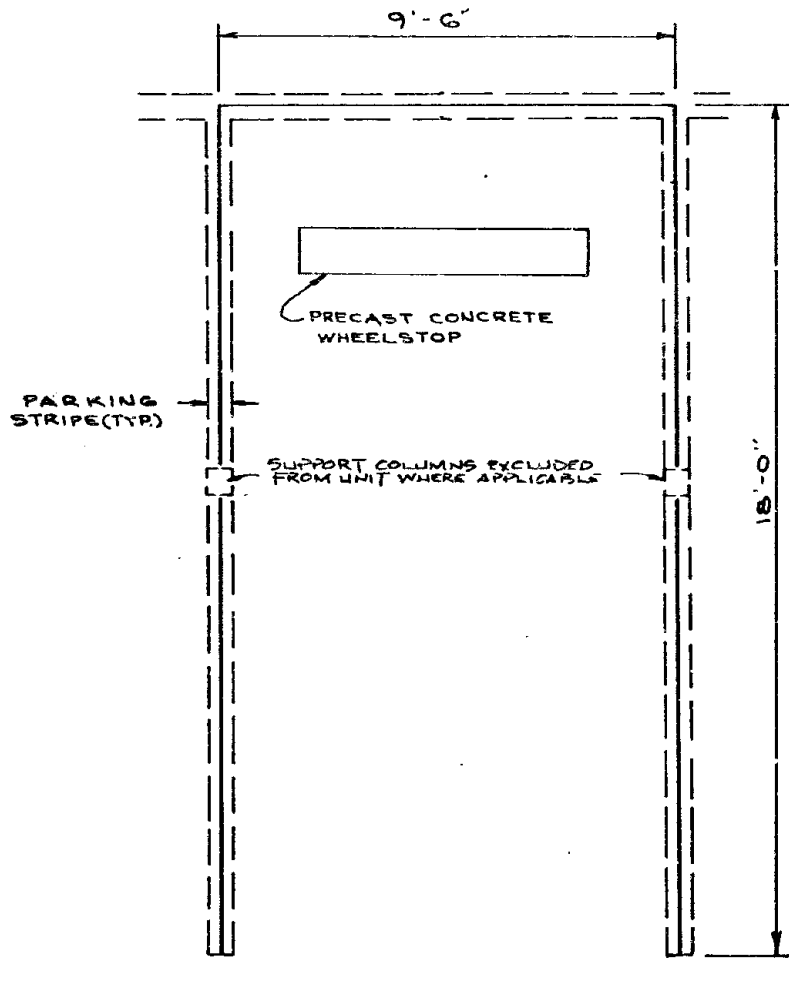 9'-6"
PRECAST CONCRETE
WHEELSTOP
PARKING
STRIPE(TYP.)
SUPPORT COLUMNS EXCLUDED
FROM UNIT WHERE APPLICABLE
18'-0"